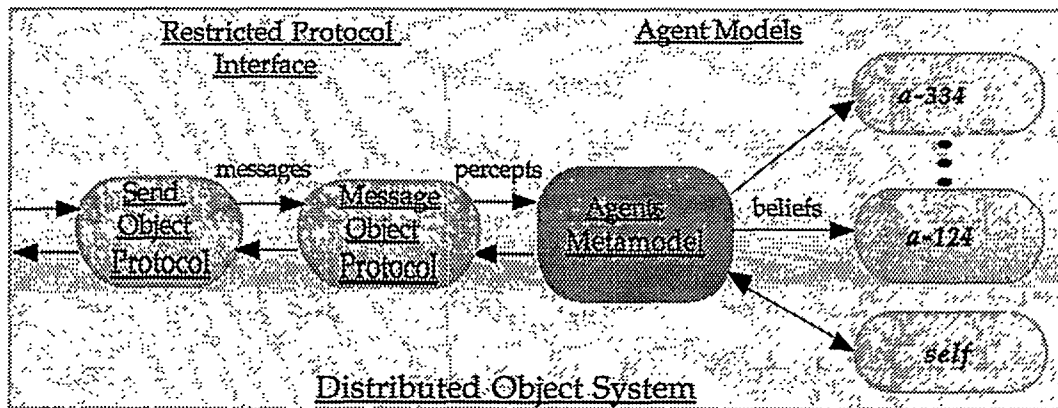 Restricted Protocol
Interface
Agent Models
a-334
messages
percepts
Send
Object
Protocol
Message
Object
Protocol
Agents
Metamodel
beliefs
a-124
self
Distributed Object System